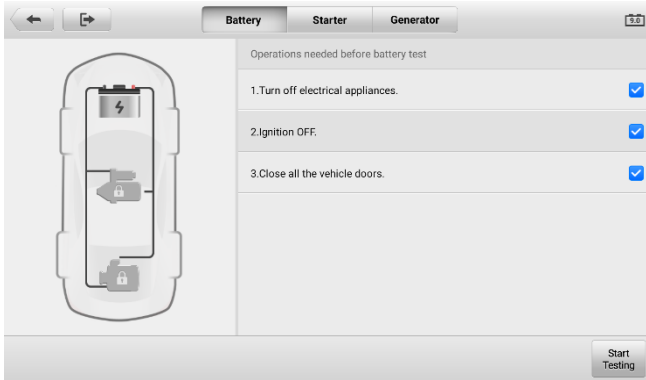 Battery Starter Generator
9.0
Operations needed before battery test
1.Turn off electrical appliances.
2.Ignition OFF.
3.Close all the vehicle doors.
Start
Testing